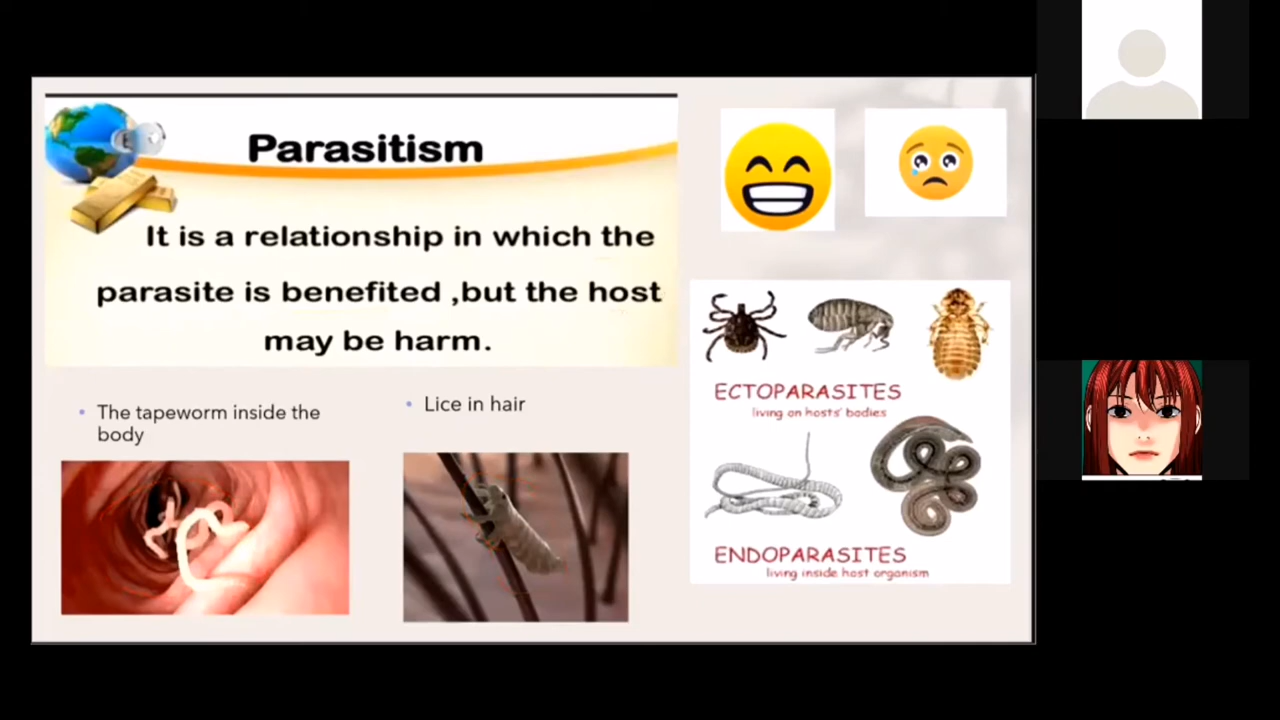 Parasitism
It is a relationship in which the
parasite is benefited ,but the host
may be harm.
The tapeworm inside the
body
Lice in hair
ECTOPARASITES
living on hosts' bodies
ENDOPARASITES
living inside host organism